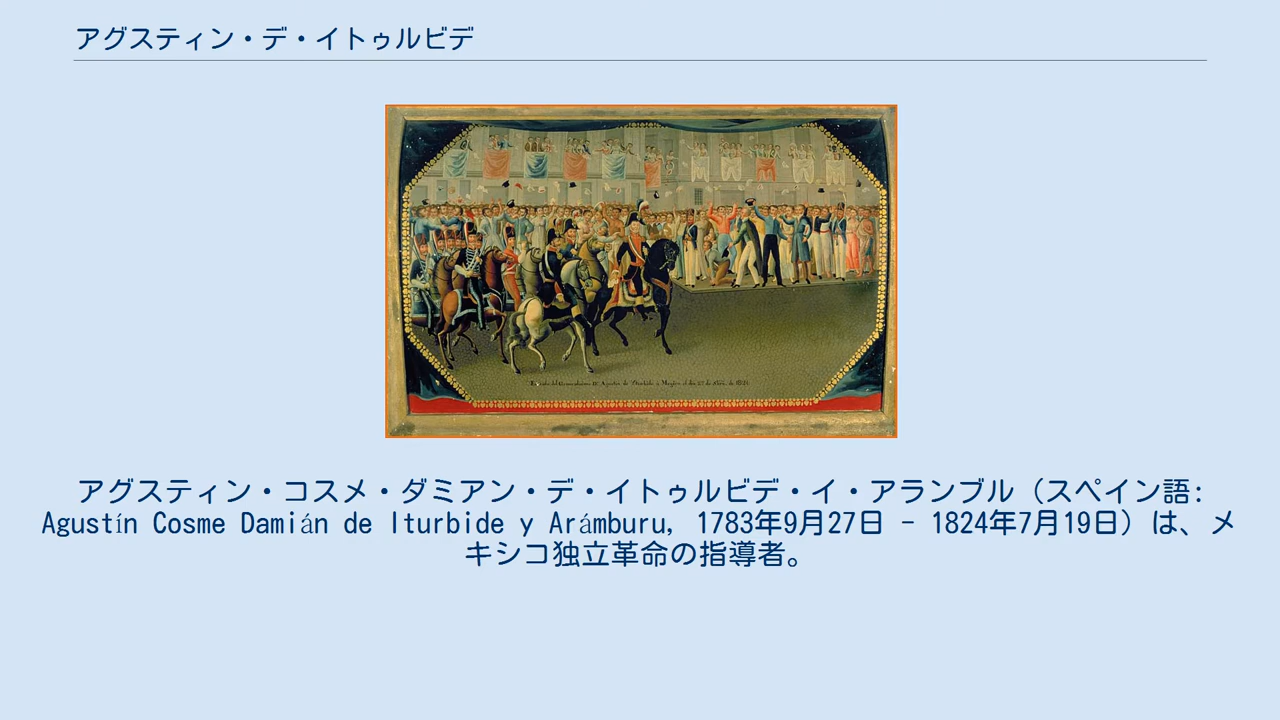 アグスティン・デ・イトゥルビデ
アグスティン・コスメ・ダミアン・デ・イトゥルビデ・イ・アランブル（スペイン語:
Agustín Cosme Damián de Iturbide y Arámburu, 1783年9月27日 - 1824年7月19日）は、メ
キシコ独立革命の指導者。